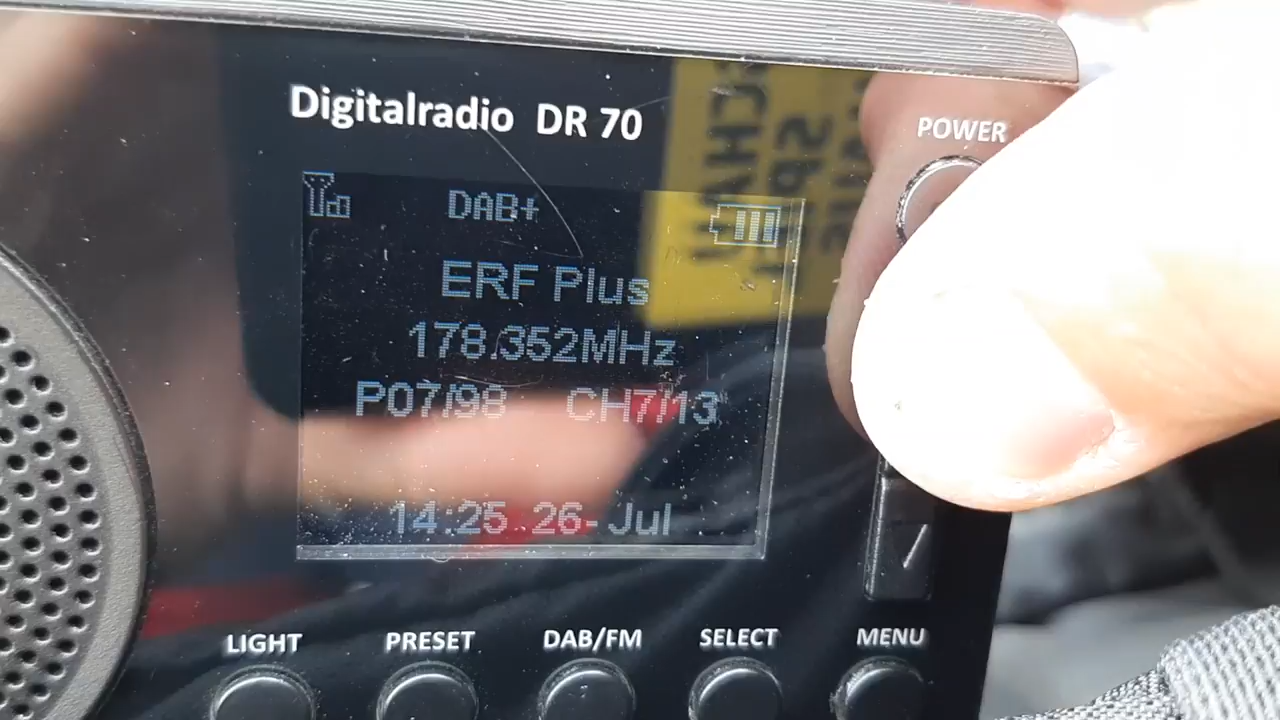 Digitalradio DR 70
POWER
DAB+
ERF Plus
178.352MHz
P07/98 CH7/13
14:25 26-Jul
LIGHT PRESET DAB/FM SELECT MENU